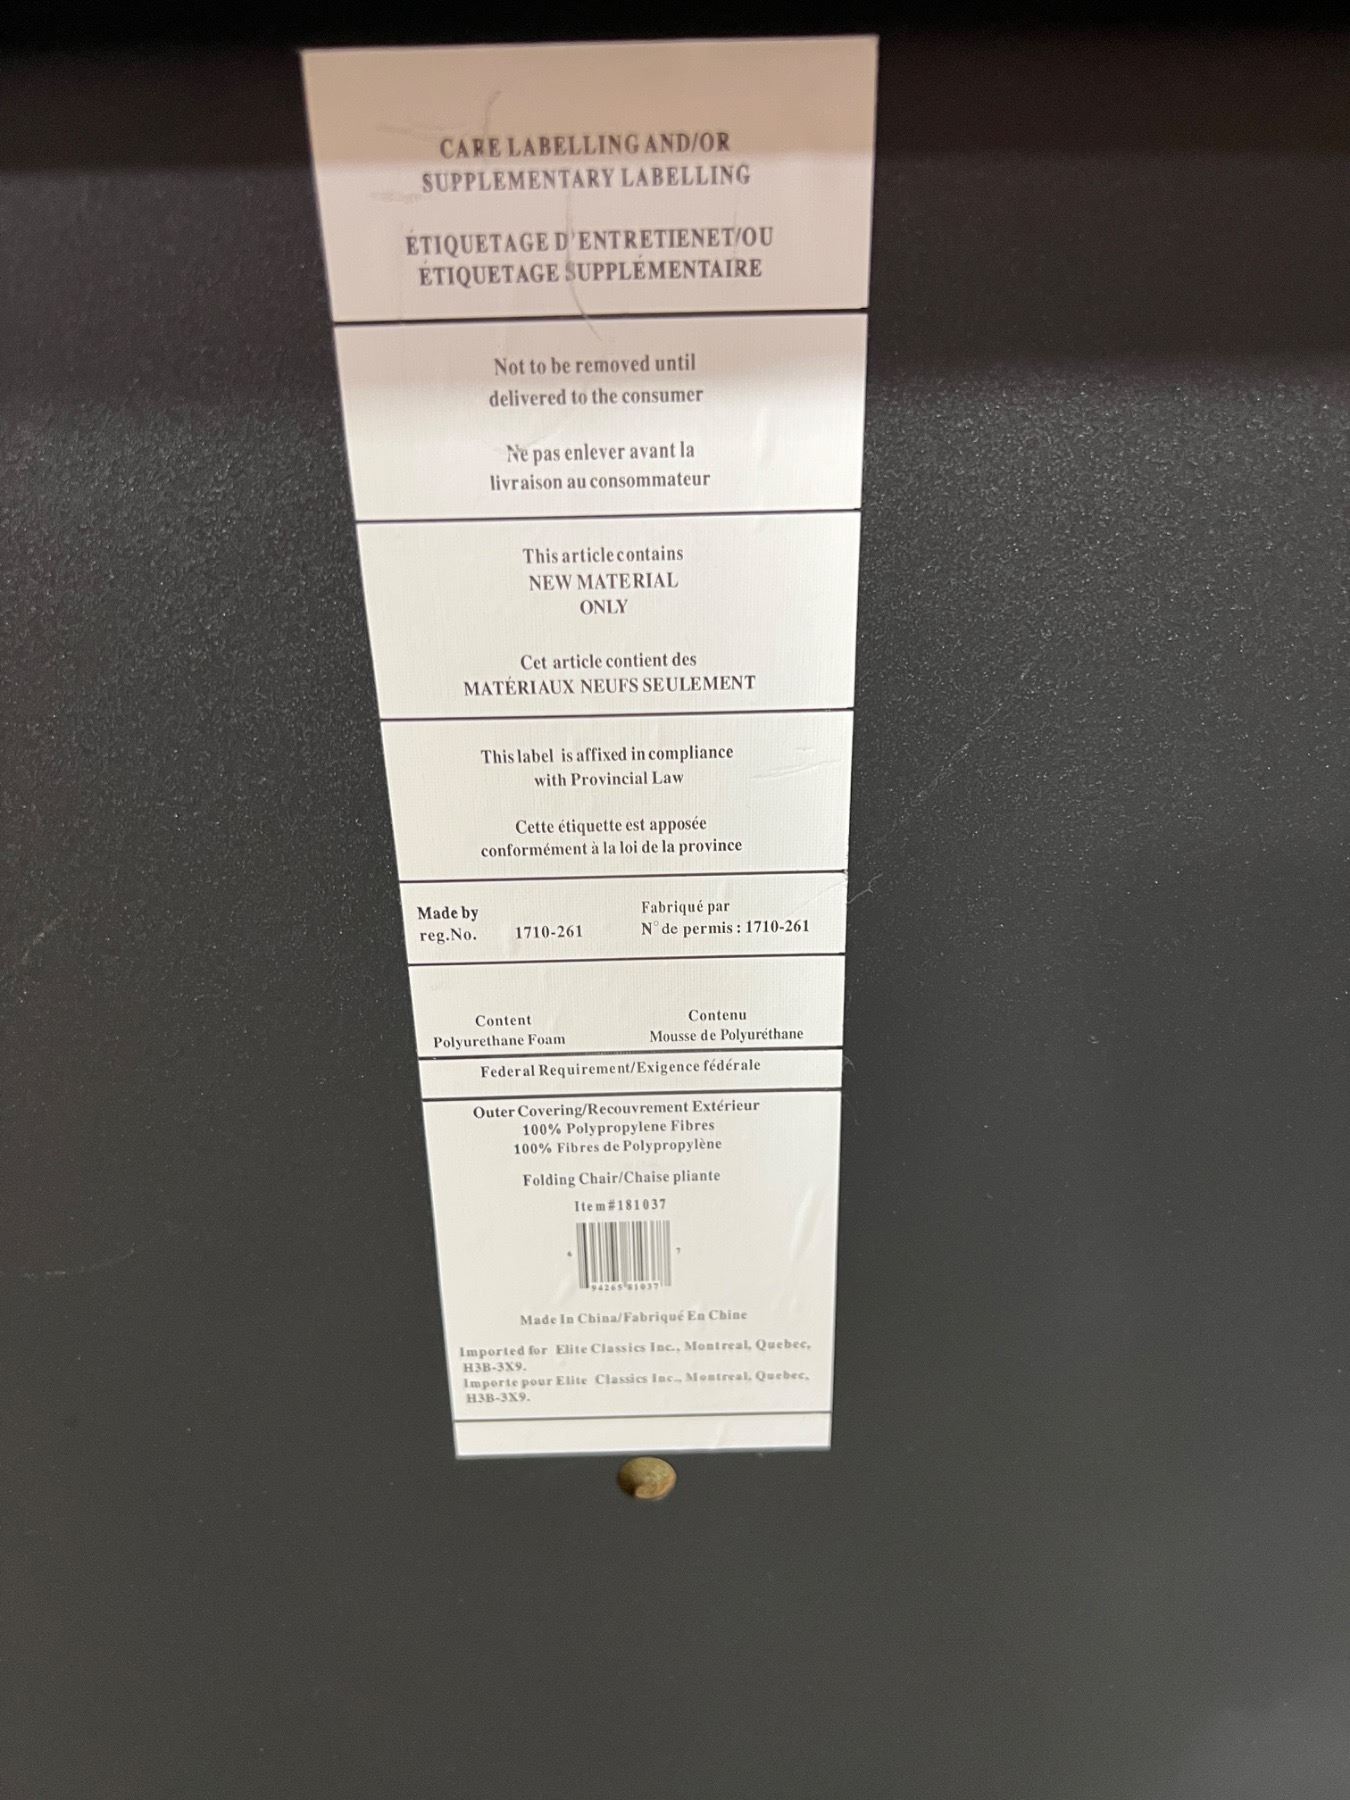 CARE LABELLING AND/OR
SUPPLEMENTARY LABELLING
ÉTIQUETAGE D'ENTRETIENET/OU
ÉTIQUETAGE SUPPLÉMENTAIRE
Not to be removed until
delivered to the consumer
Ne pas enlever avant la
livraison au consommateur
This article contains
NEW MATERIAL
ONLY
Cet article contient des
MATÉRIAUX NEUFS SEULEMENT
This label is affixed in compliance
with Provincial Law
Cette étiquette est apposée
conformément à la loi de la province
Made by
reg.No. 1710-261
Fabriqué par
N° de permis : 1710-261
Content
Polyurethane Foam
Contenu
Mousse de Polyuréthane
Federal Requirement/Exigence fédérale
Outer Covering/Recouvrement Extérieur
100% Polypropylene Fibres
100% Fibres de Polypropylène
Folding Chair/Chaise pliante
Item#181037
6 94265 81037 7
Made In China/Fabriqué En Chine
Imported for Elite Classics Inc., Montreal, Quebec,
H3B-3X9.
Importe pour Elite Classics Inc., Montreal, Quebec,
H3B-3X9.